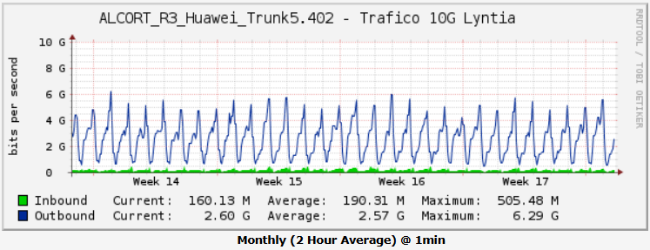 ALCORT_R3_Huawei_Trunk5.402 - Trafico 10G Lyntia
RRDTOOL / TOBI OETIKER
bits per second
10 G
8 G
6 G
4 G
2 G
0
Week 14 Week 15 Week 16 Week 17
Inbound Current: 160.13 M Average: 190.31 M Maximum: 505.48 M
Outbound Current: 2.60 G Average: 2.57 G Maximum: 6.29 G
Monthly (2 Hour Average) @ 1min